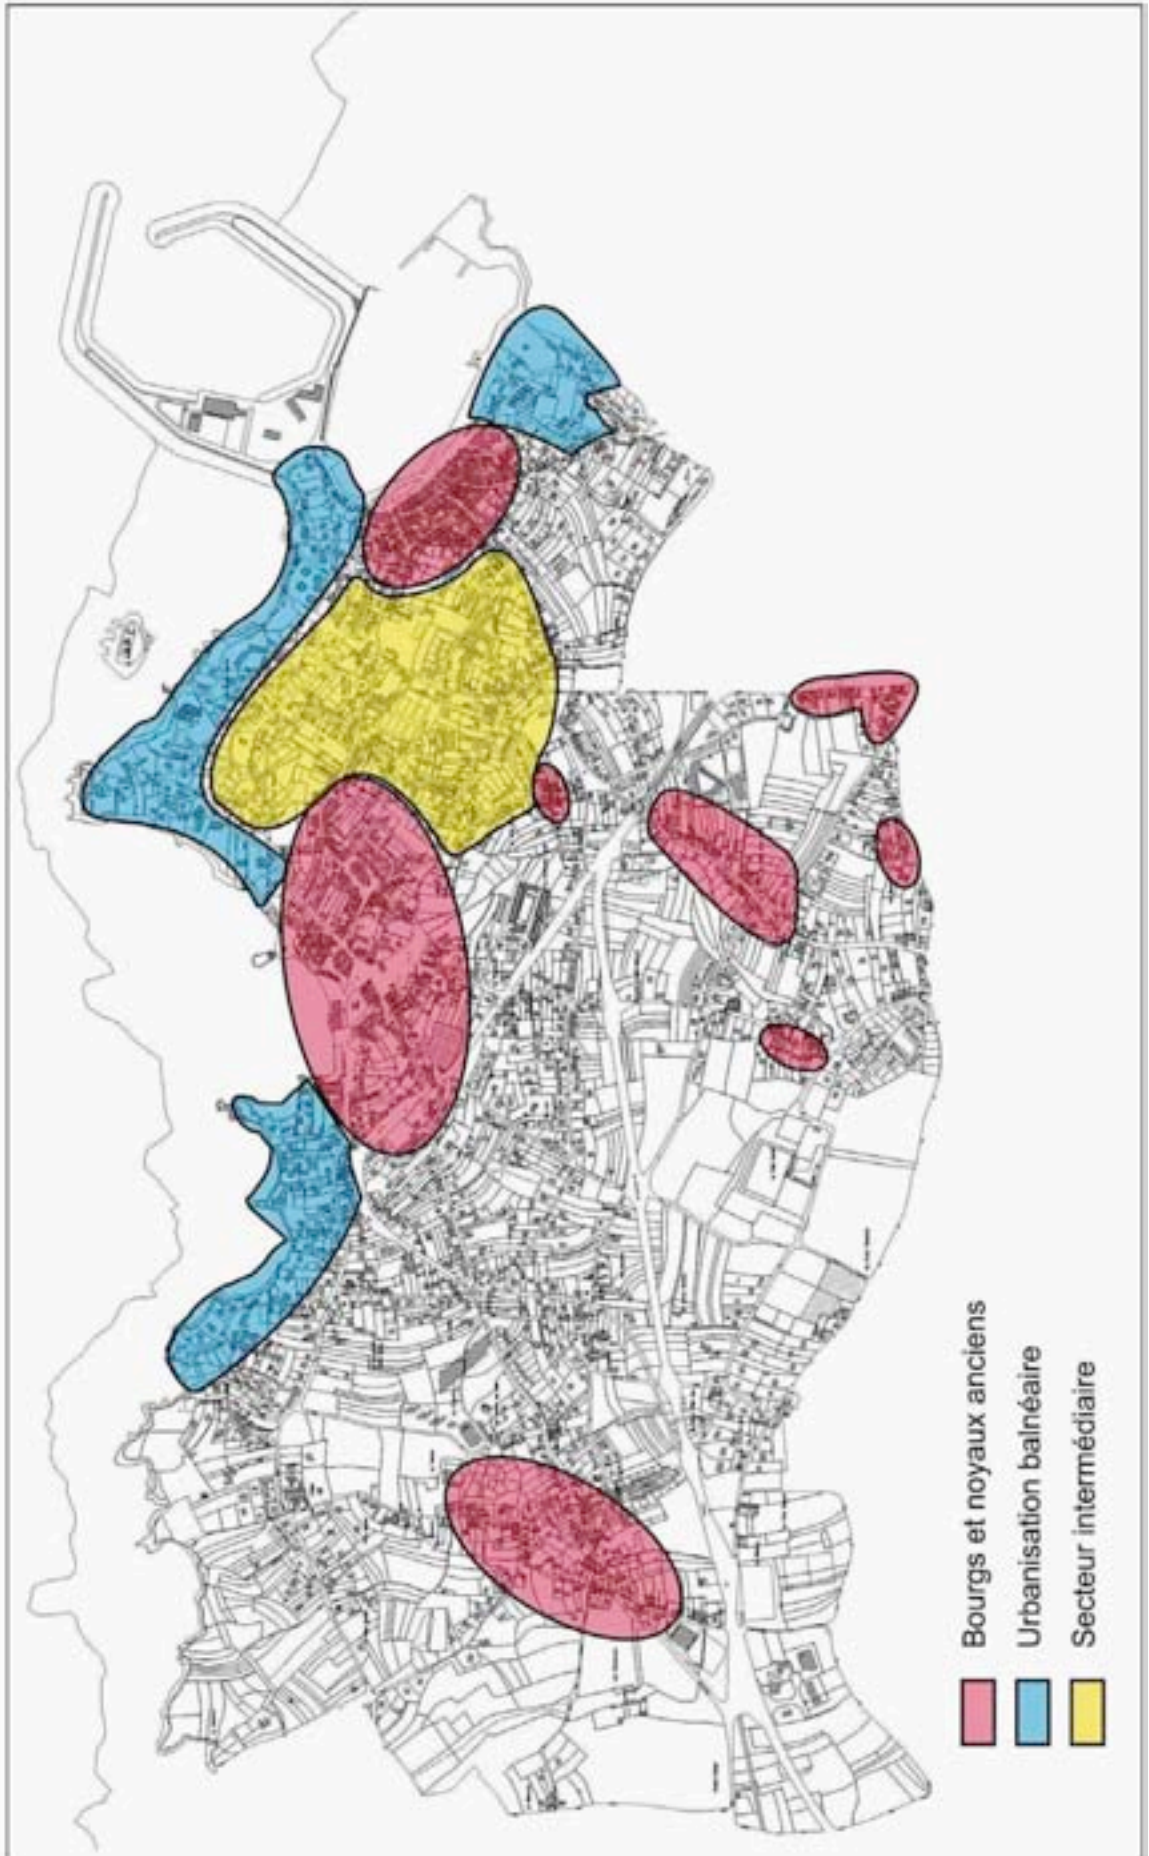 Bourgs et noyaux anciens
Urbanisation balnéaire
Secteur intermédiaire